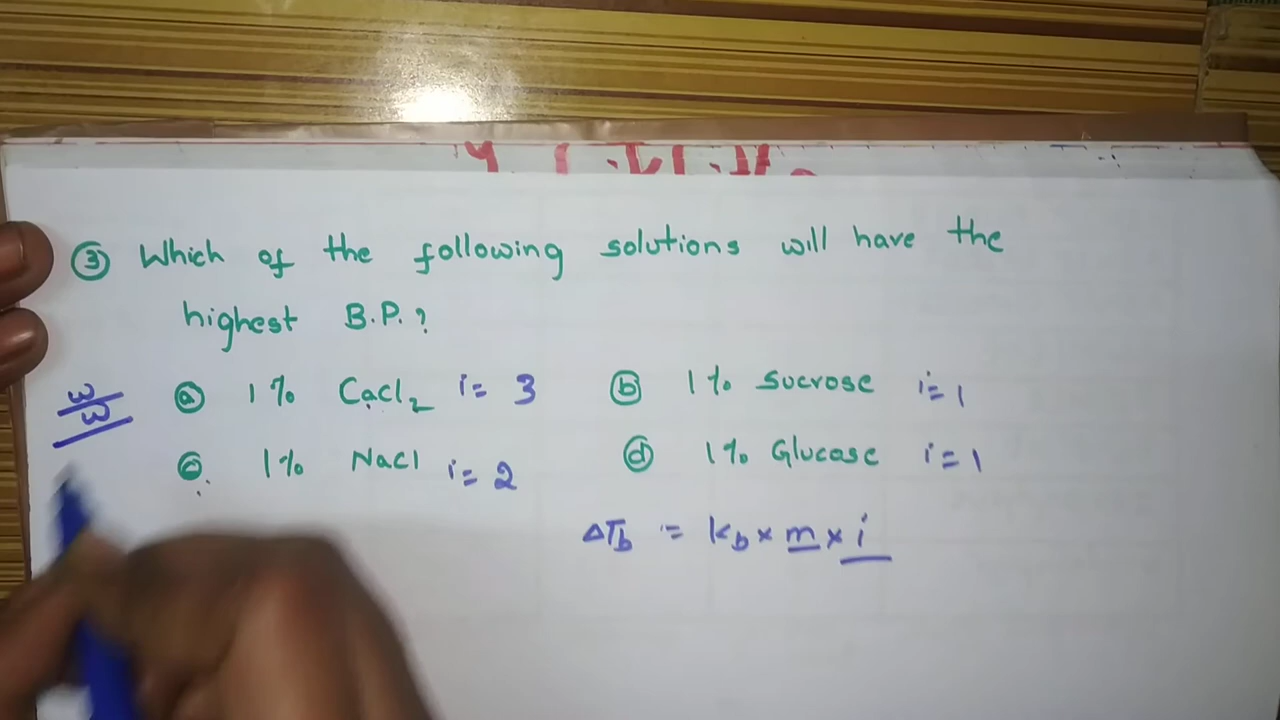 ③ Which of the following solutions will have the
highest B.P.?
w/w
ⓐ 1% CaCl₂ i = 3 ⓑ 1% Sucrose i = 1
ⓒ 1% NaCl i = 2 ⓓ 1% Glucose i = 1
ΔTb = kb × m × i